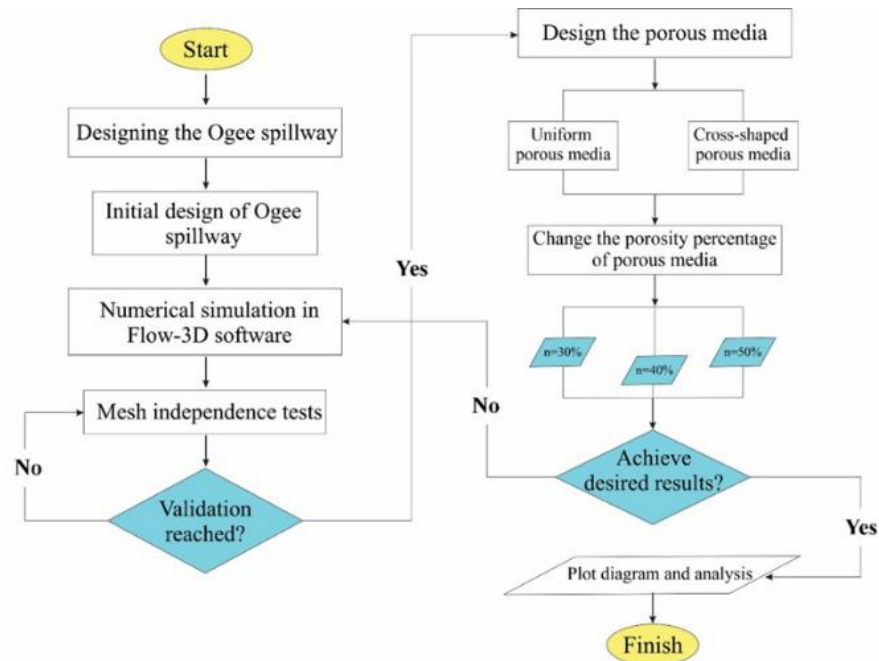 Start
Designing the Ogee spillway
Initial design of Ogee
spillway
Numerical simulation in
Flow-3D software
Mesh independence tests
No
Validation
reached?
Yes
Design the porous media
Uniform
porous media
Cross-shaped
porous media
Change the porosity percentage
of porous media
n=30%
n=40%
n=50%
No
Achieve
desired results?
Yes
Plot diagram and analysis
Finish